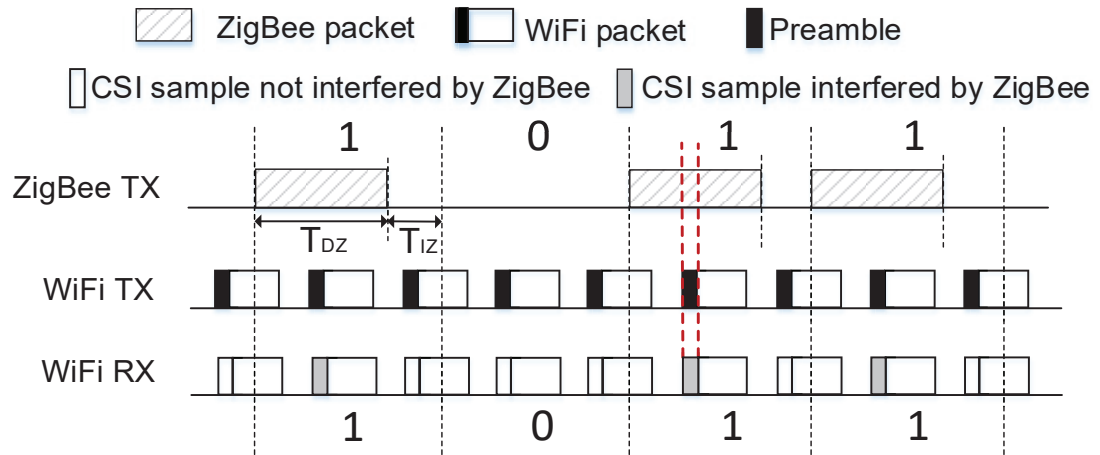 ZigBee packet WiFi packet Preamble
CSI sample not interfered by ZigBee CSI sample interfered by ZigBee
1 0 1 1
ZigBee TX
TDZ TIZ
WiFi TX
WiFi RX
1 0 1 1